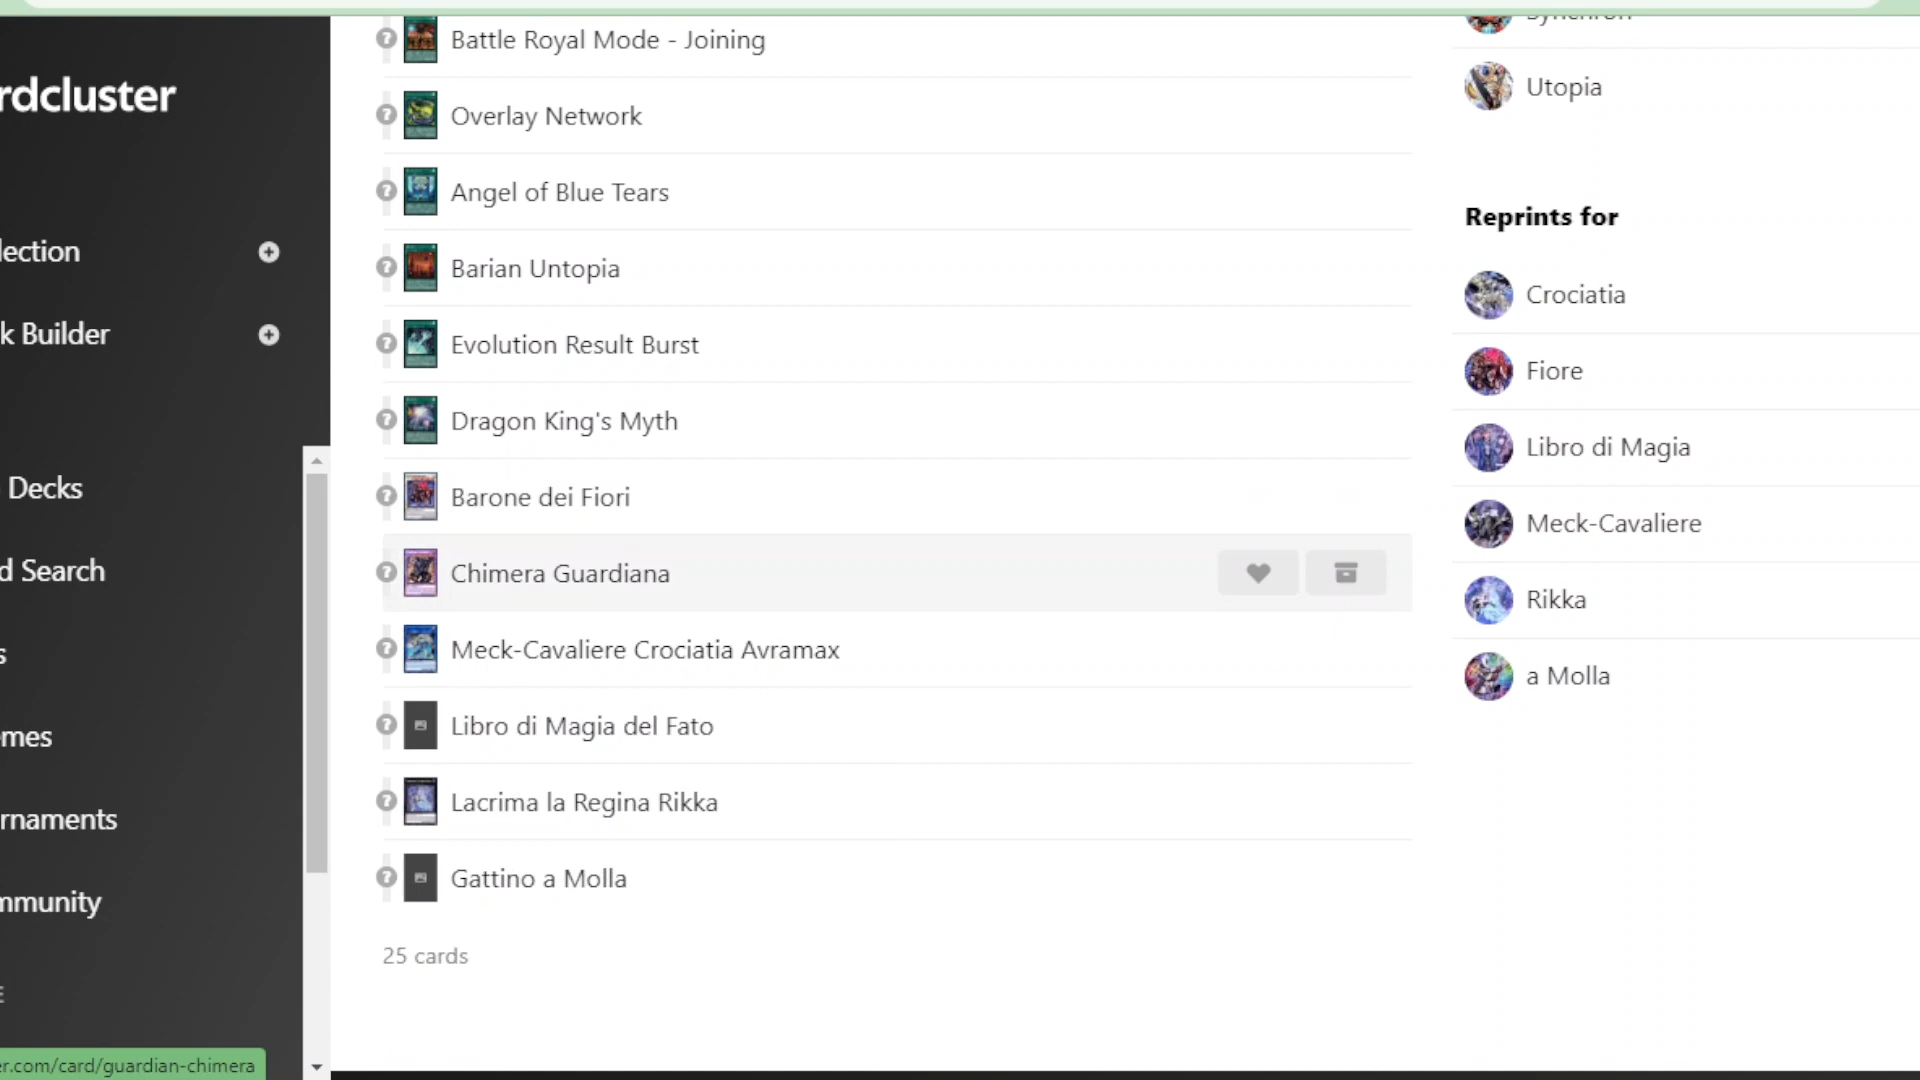 rdcluster
lection
k Builder
Decks
d Search
s
emes
rnaments
mmunity
E
er.com/card/guardian-chimera
Battle Royal Mode - Joining
Overlay Network
Angel of Blue Tears
Barian Untopia
Evolution Result Burst
Dragon King's Myth
Barone dei Fiori
Chimera Guardiana
Meck-Cavaliere Crociatia Avramax
Libro di Magia del Fato
Lacrima la Regina Rikka
Gattino a Molla
25 cards
Synchron
Utopia
Reprints for
Crociatia
Fiore
Libro di Magia
Meck-Cavaliere
Rikka
a Molla